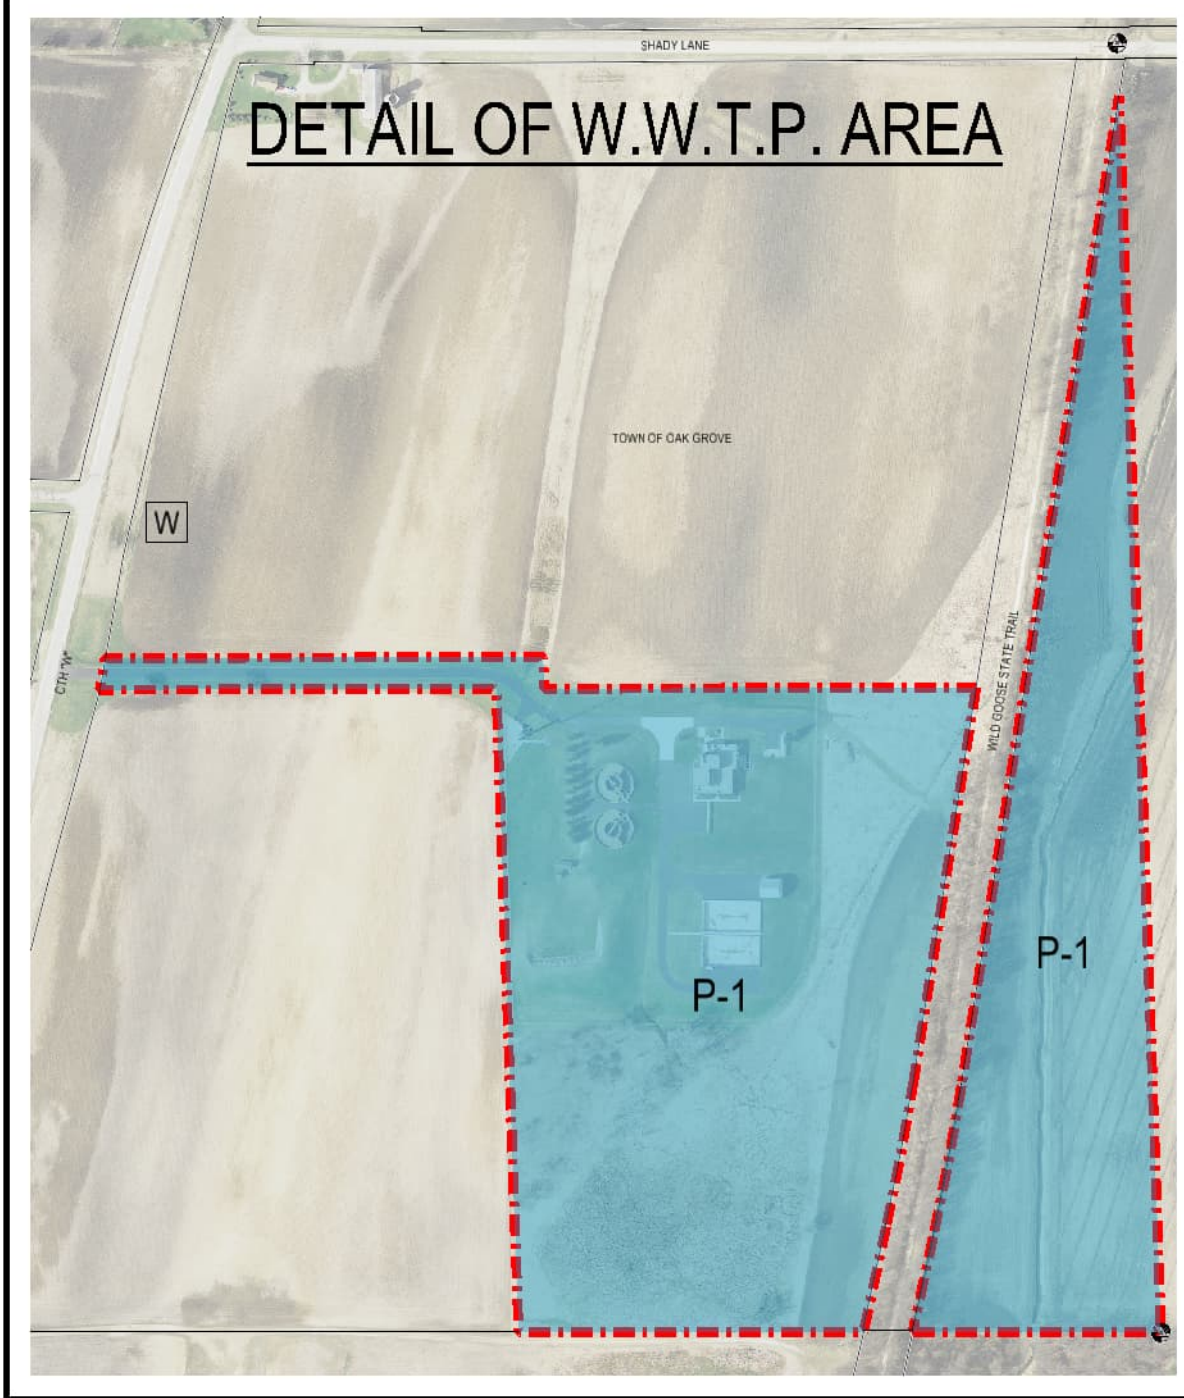 SHADY LANE
DETAIL OF W.W.T.P. AREA
TOWN OF OAK GROVE
W
WILD GOOSE STATE TRAIL
CTH "W"
P-1
P-1